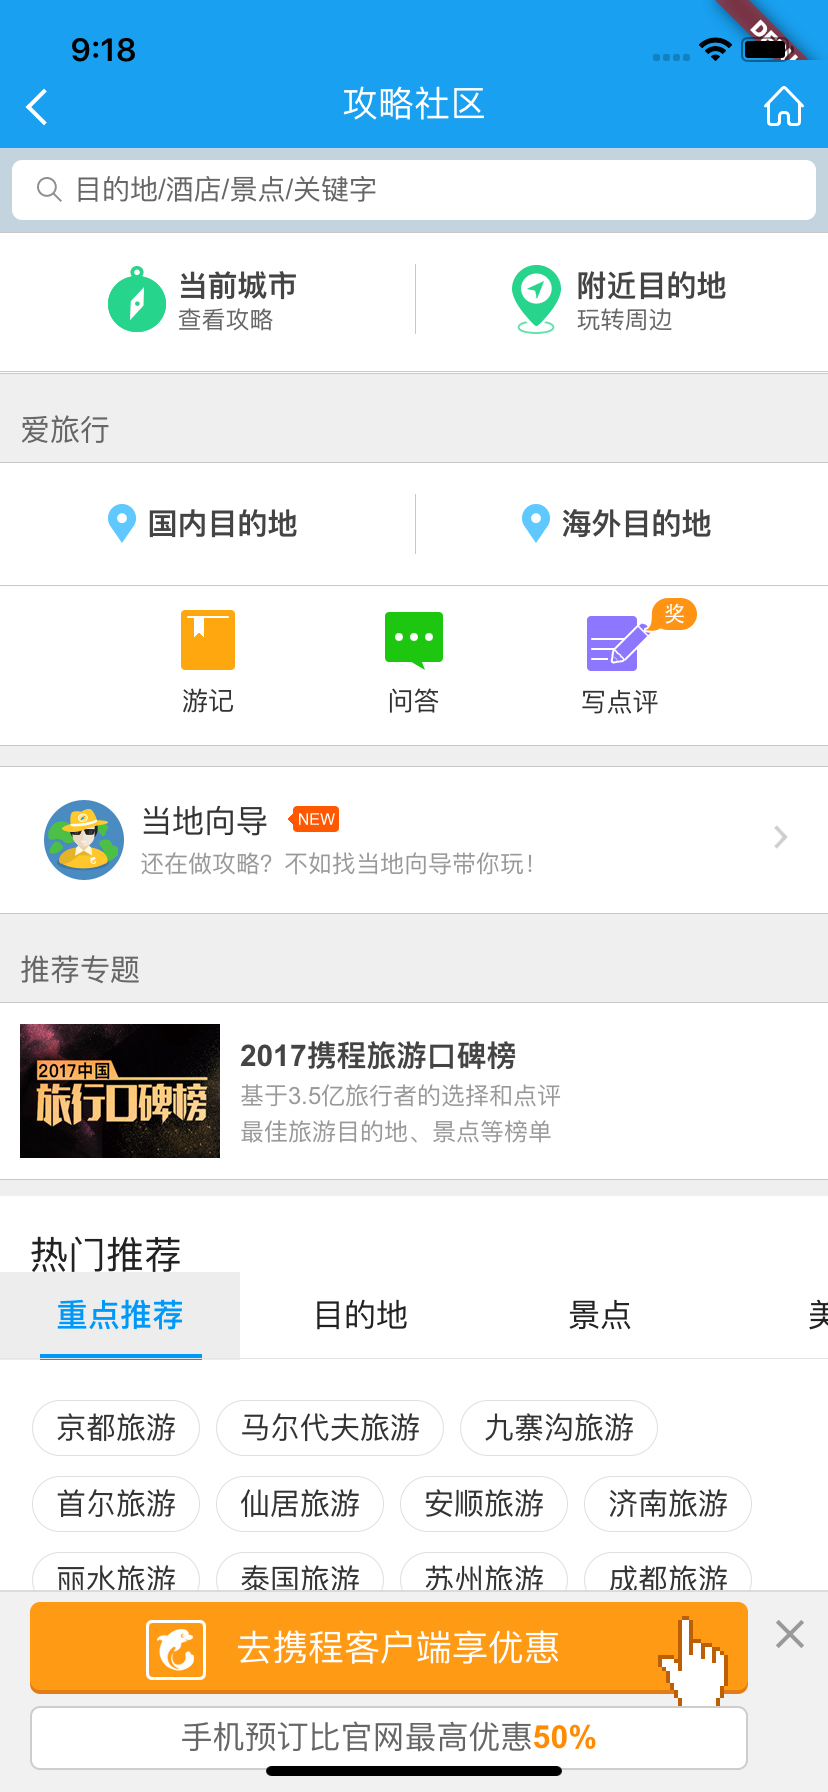 9:18
攻略社区
目的地/酒店/景点/关键字
当前城市
查看攻略
附近目的地
玩转周边
爱旅行
国内目的地
海外目的地
奖
游记
问答
写点评
当地向导
NEW
还在做攻略？不如找当地向导带你玩！
推荐专题
2017中国
旅行口碑榜
2017携程旅游口碑榜
基于3.5亿旅行者的选择和点评
最佳旅游目的地、景点等榜单
热门推荐
重点推荐
目的地
景点
美
京都旅游
马尔代夫旅游
九寨沟旅游
首尔旅游
仙居旅游
安顺旅游
济南旅游
丽水旅游
泰国旅游
苏州旅游
成都旅游
去携程客户端享优惠
手机预订比官网最高优惠50%